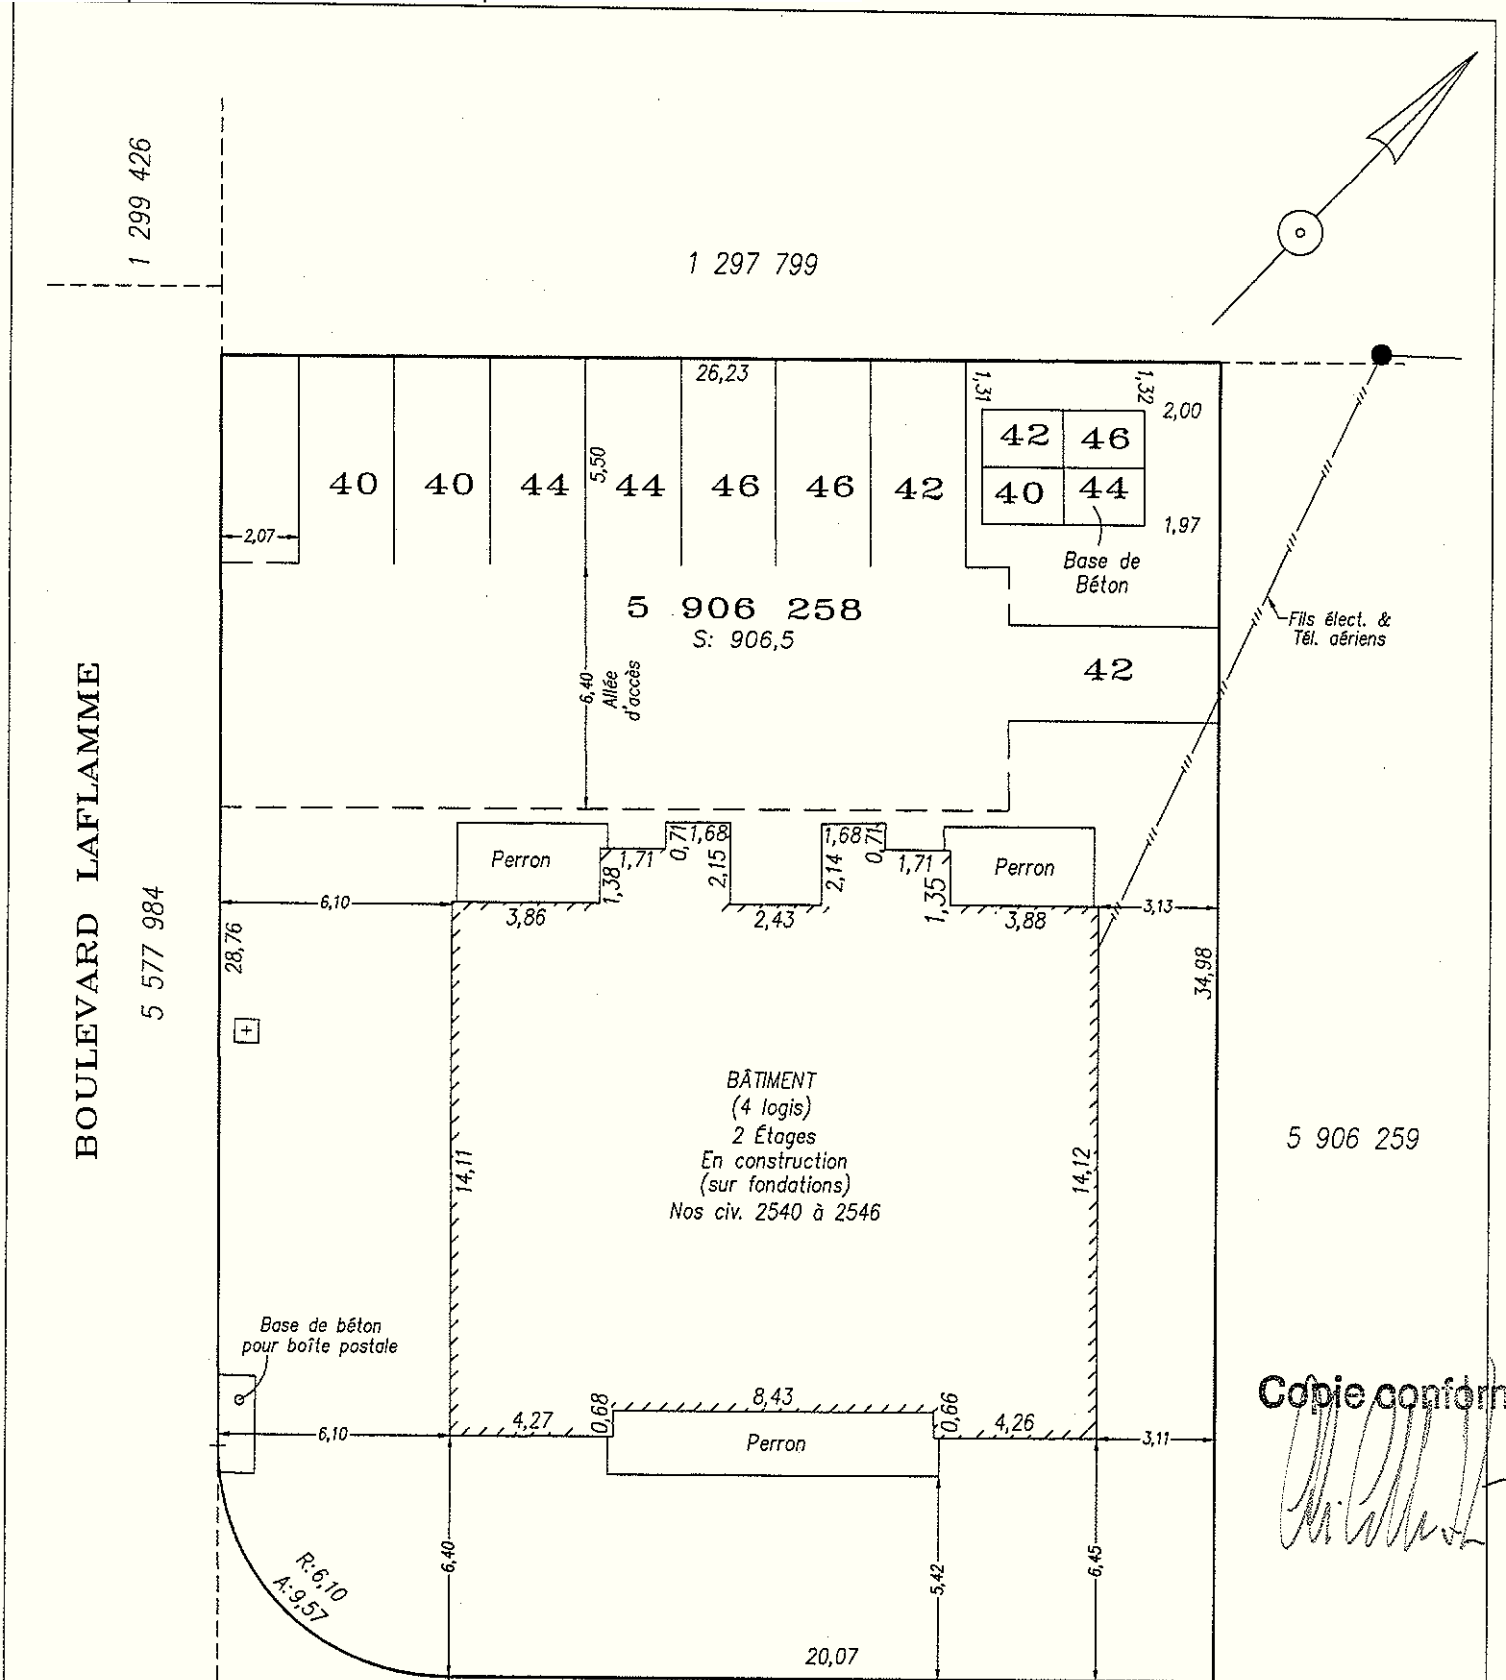 1 299 426
1 297 799
26,23
1,31
1,32
2,00
42 46
40 44
1,97
Base de
Béton
40 40 44 44 46 46 42
5,50
2,07
5 906 258
S: 906,5
6,40
Allée
d'accès
42
Fils élect. &
Tél. aériens
BOULEVARD LAFLAMME
5 577 984
28,76
Perron
1,71
0,71
1,68
2,15
1,38
3,86
6,10
2,43
2,14
1,68
0,71
1,71
1,35
Perron
3,88
3,13
34,98
BÂTIMENT
(4 logis)
2 Étages
En construction
(sur fondations)
Nos civ. 2540 à 2546
14,11
14,12
5 906 259
Base de béton
pour boîte postale
6,10
4,27
0,68
8,43
0,66
4,26
3,11
Perron
Copie conform
6,40
5,42
6,45
R:6,10
A:9,57
20,07